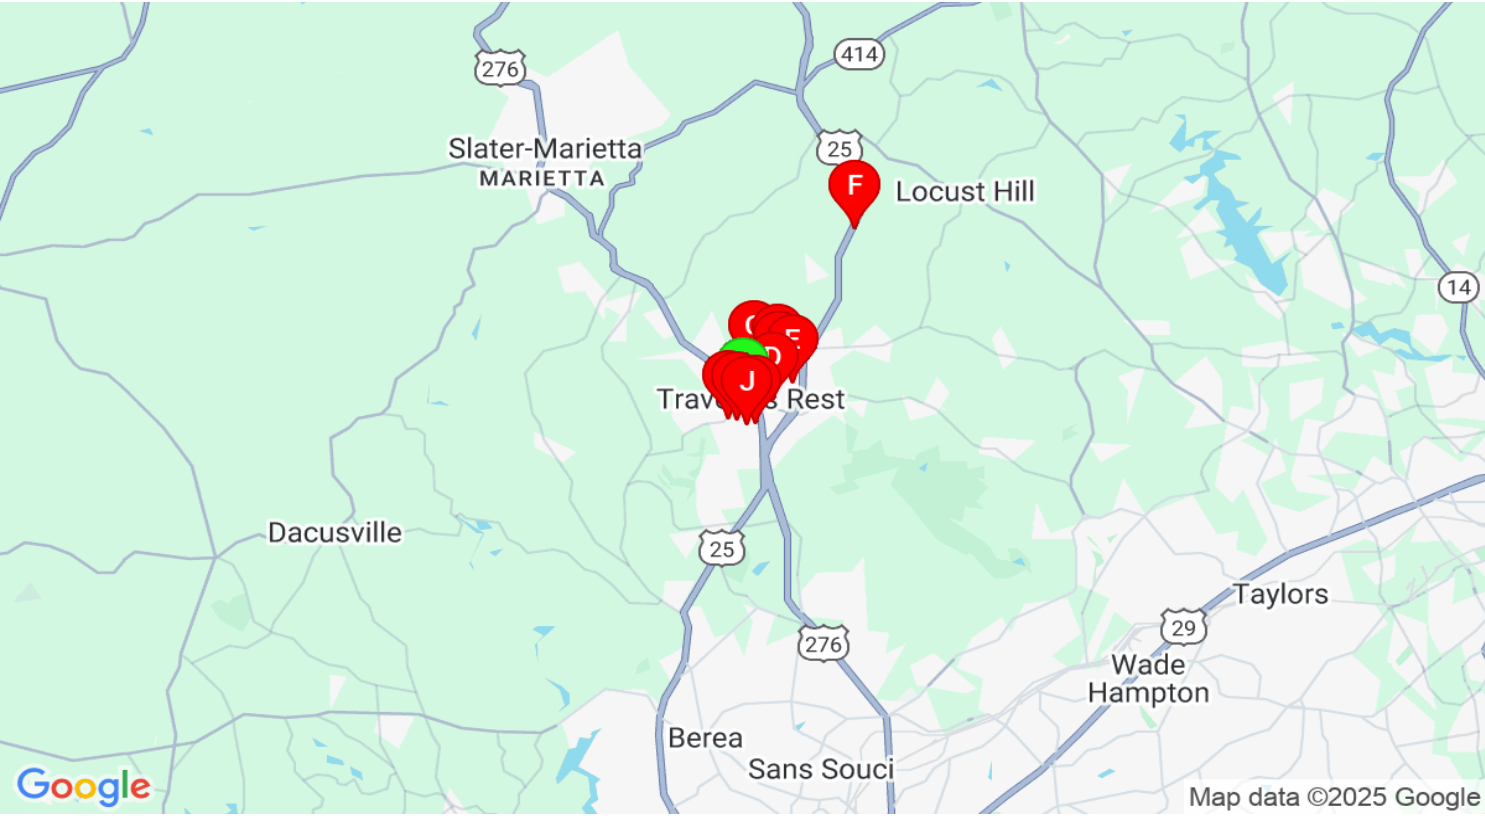 414
276
25
Slater-Marietta
MARIETTA
F
Locust Hill
14
E
D
J
Rest
Dacusville
25
Taylors
29
276
Wade
Hampton
Berea
Sans Souci
Google
Map data ©2025 Google